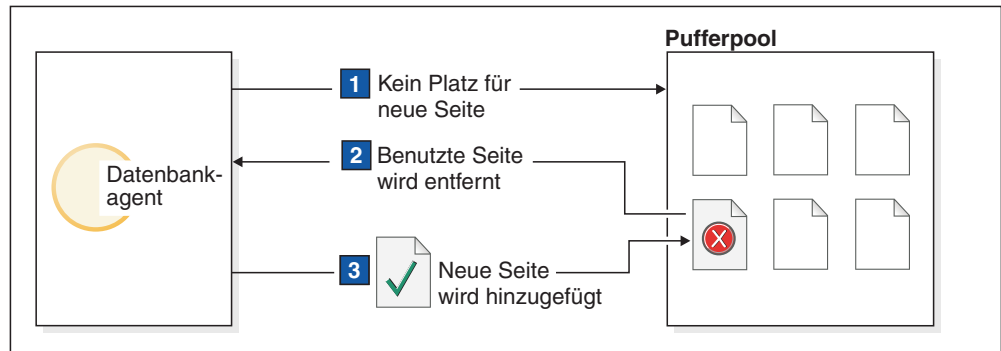 Pufferpool
1 Kein Platz für
neue Seite
2 Benutzte Seite
wird entfernt
Datenbank-
agent
3 Neue Seite
wird hinzugefügt